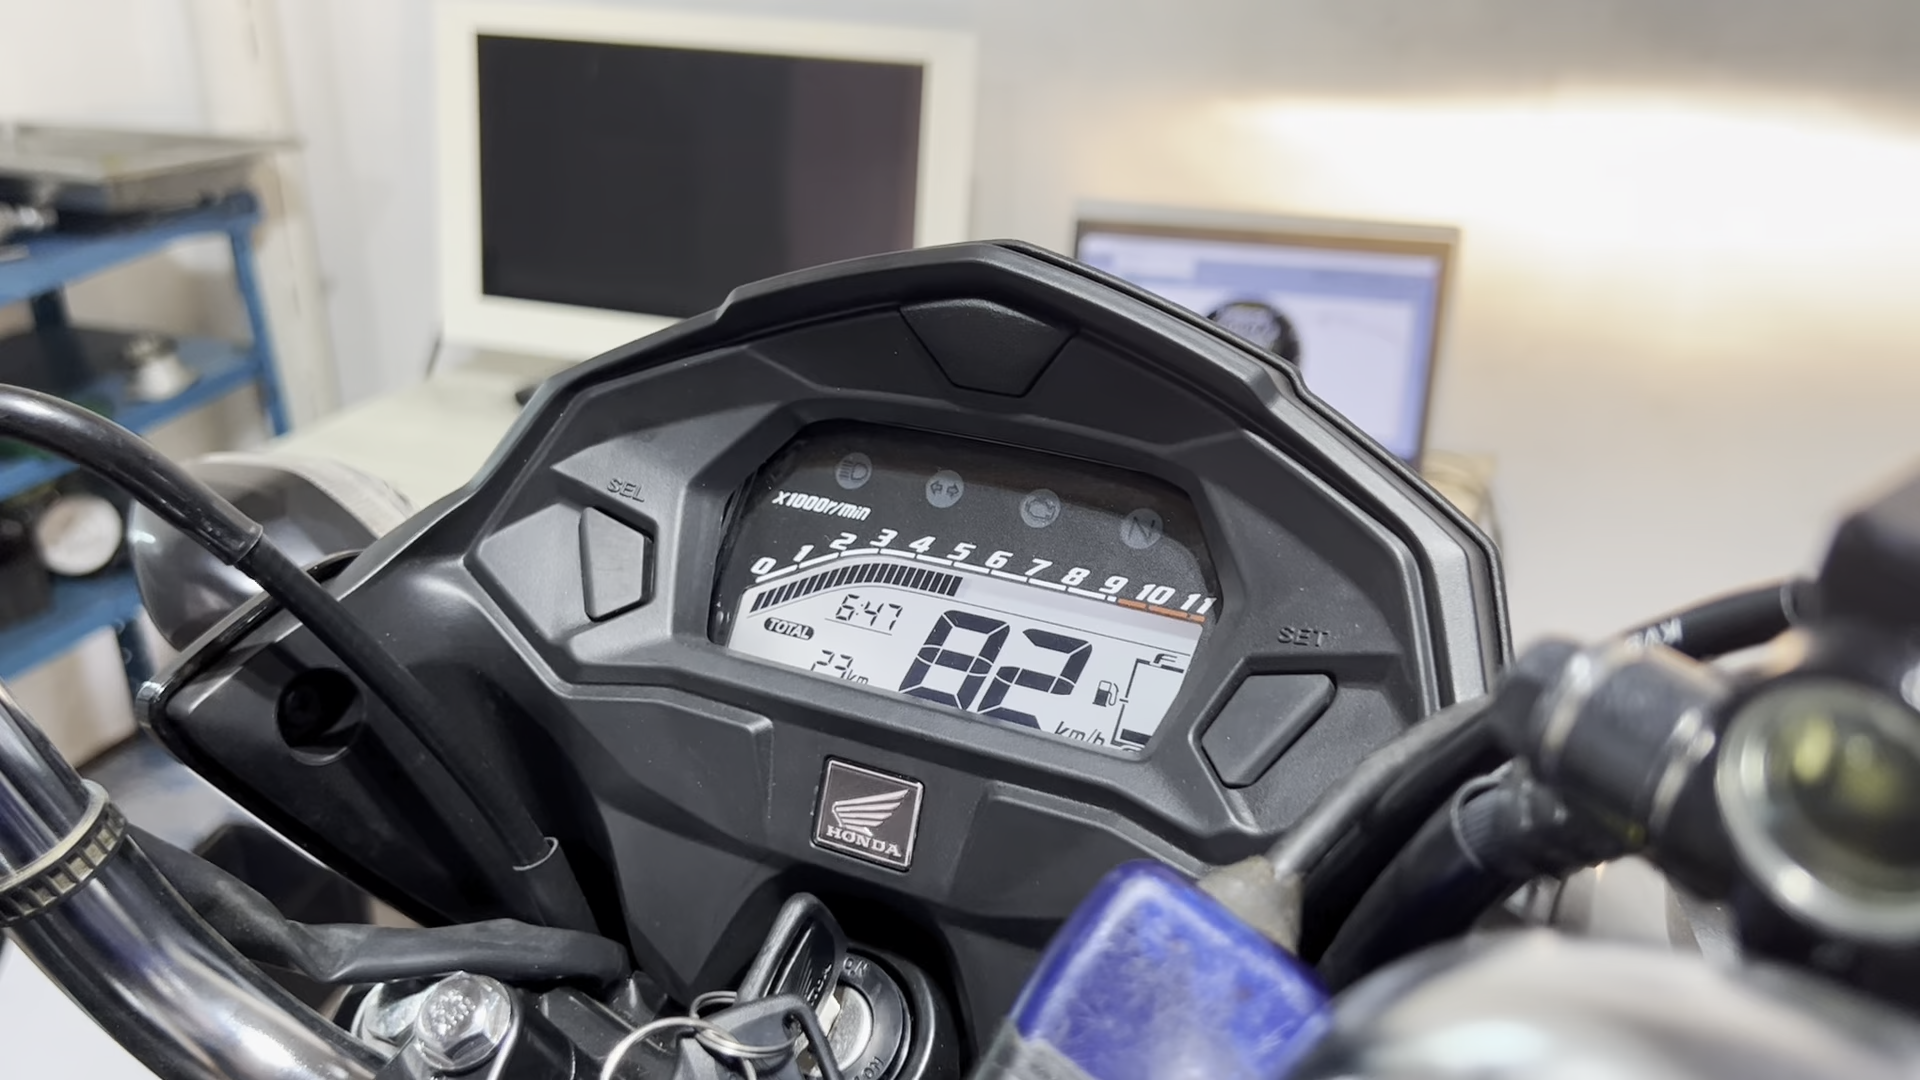 SEL
x1000r/min
0 1 2 3 4 5 6 7 8 9 10 11
6:47
TOTAL
82
km/h
F
SET
HONDA
ON